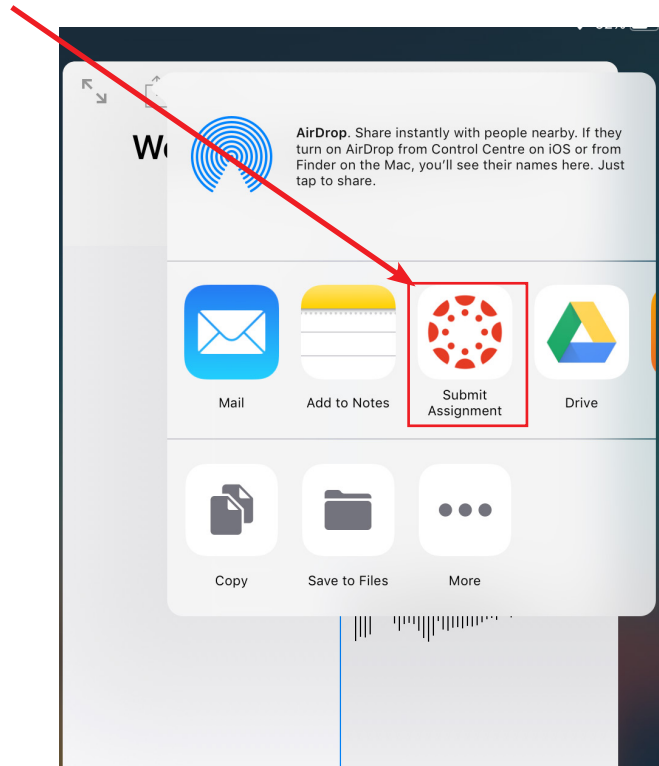 AirDrop. Share instantly with people nearby. If they
turn on AirDrop from Control Centre on iOS or from
Finder on the Mac, you'll see their names here. Just
tap to share.
Mail
Add to Notes
Submit
Assignment
Drive
Copy
Save to Files
More